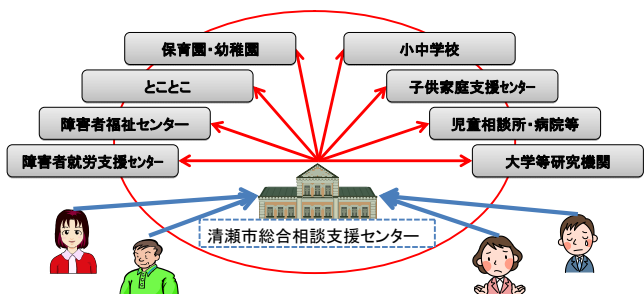 保育園・幼稚園
小中学校
とことこ
子供家庭支援センター
障害者福祉センター
児童相談所・病院等
障害者就労支援センター
大学等研究機関
清瀬市総合相談支援センター